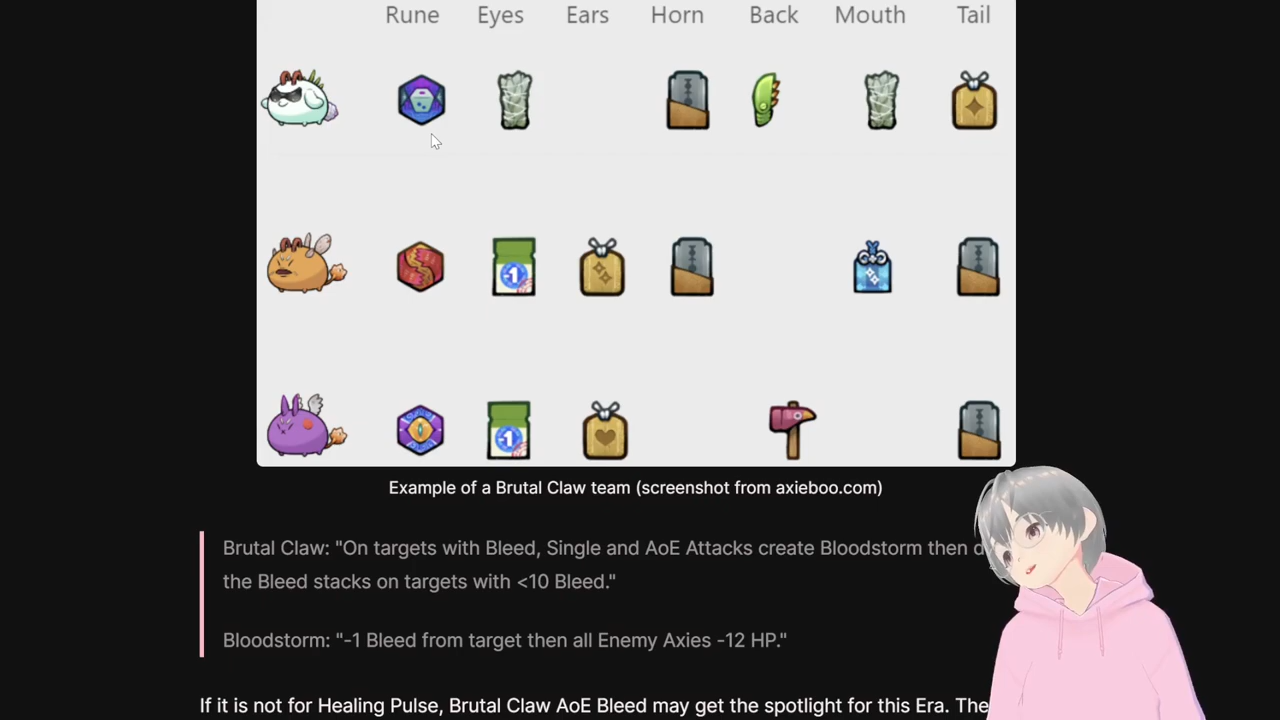 Rune Eyes Ears Horn Back Mouth Tail
-1
-1
Example of a Brutal Claw team (screenshot from axieboo.com)
Brutal Claw: "On targets with Bleed, Single and AoE Attacks create Bloodstorm then
the Bleed stacks on targets with <10 Bleed."
Bloodstorm: "-1 Bleed from target then all Enemy Axies -12 HP."
If it is not for Healing Pulse, Brutal Claw AoE Bleed may get the spotlight for this Era. The